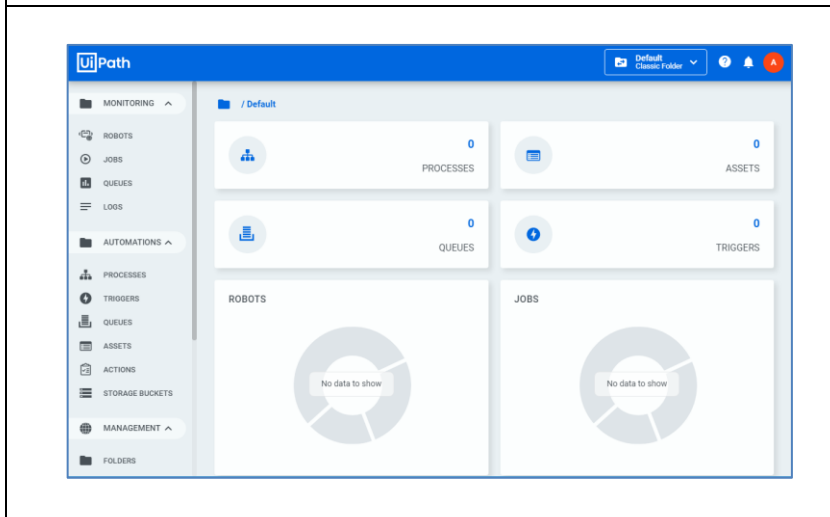 UiPath
Default
Classic Folder
A
MONITORING
ROBOTS
JOBS
QUEUES
LOGS
AUTOMATIONS
PROCESSES
TRIGGERS
QUEUES
ASSETS
ACTIONS
STORAGE BUCKETS
MANAGEMENT
FOLDERS
/ Default
0
PROCESSES
0
ASSETS
0
QUEUES
0
TRIGGERS
ROBOTS
No data to show
JOBS
No data to show